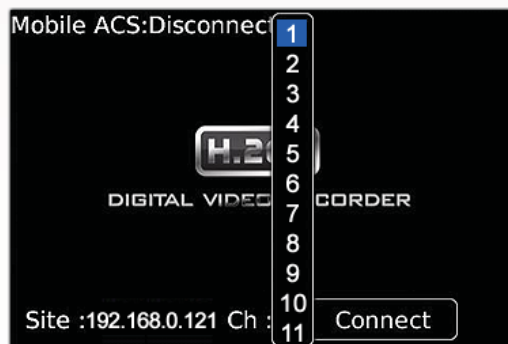 Mobile ACS:Disconnect
1
2
3
4
5
6
7
8
9
10
11
H.2
DIGITAL VIDE CORDER
Site :192.168.0.121 Ch :
Connect